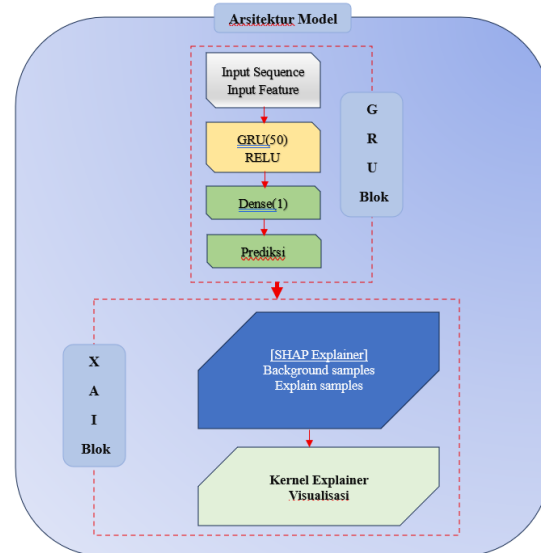 Arsitektur Model
Input Sequence
Input Feature
GRU(50)
RELU
Dense(1)
Prediksi
G
R
U
Blok
[SHAP Explainer]
Background samples
Explain samples
X
A
I
Blok
Kernel Explainer
Visualisasi